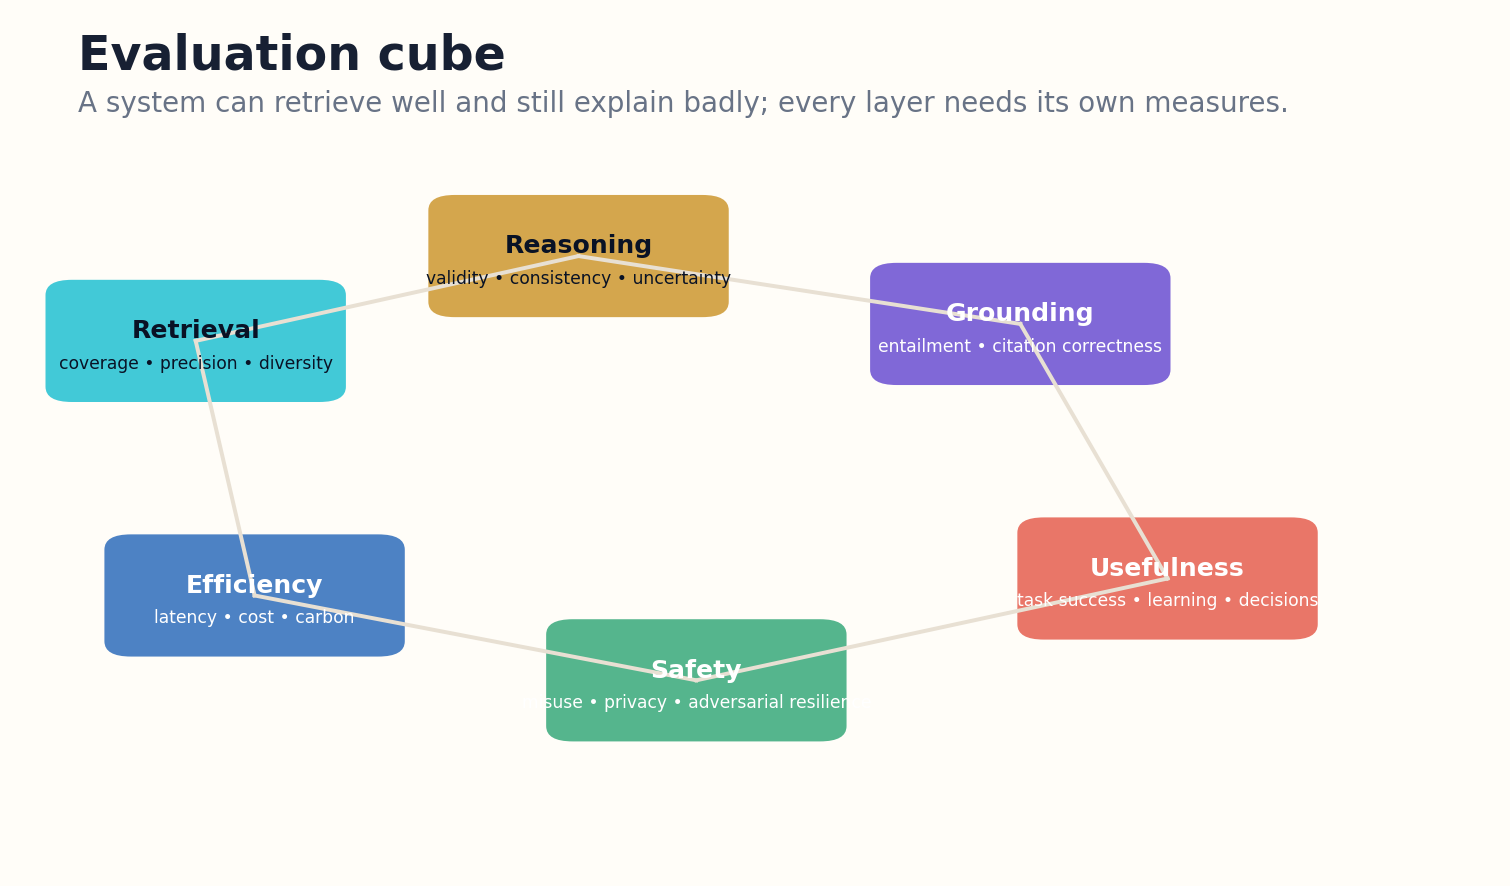 Evaluation cube
A system can retrieve well and still explain badly; every layer needs its own measures.
Reasoning
validity • consistency • uncertainty
Grounding
entailment • citation correctness
Retrieval
coverage • precision • diversity
Usefulness
task success • learning • decisions
Efficiency
latency • cost • carbon
Safety
• privacy • adversarial